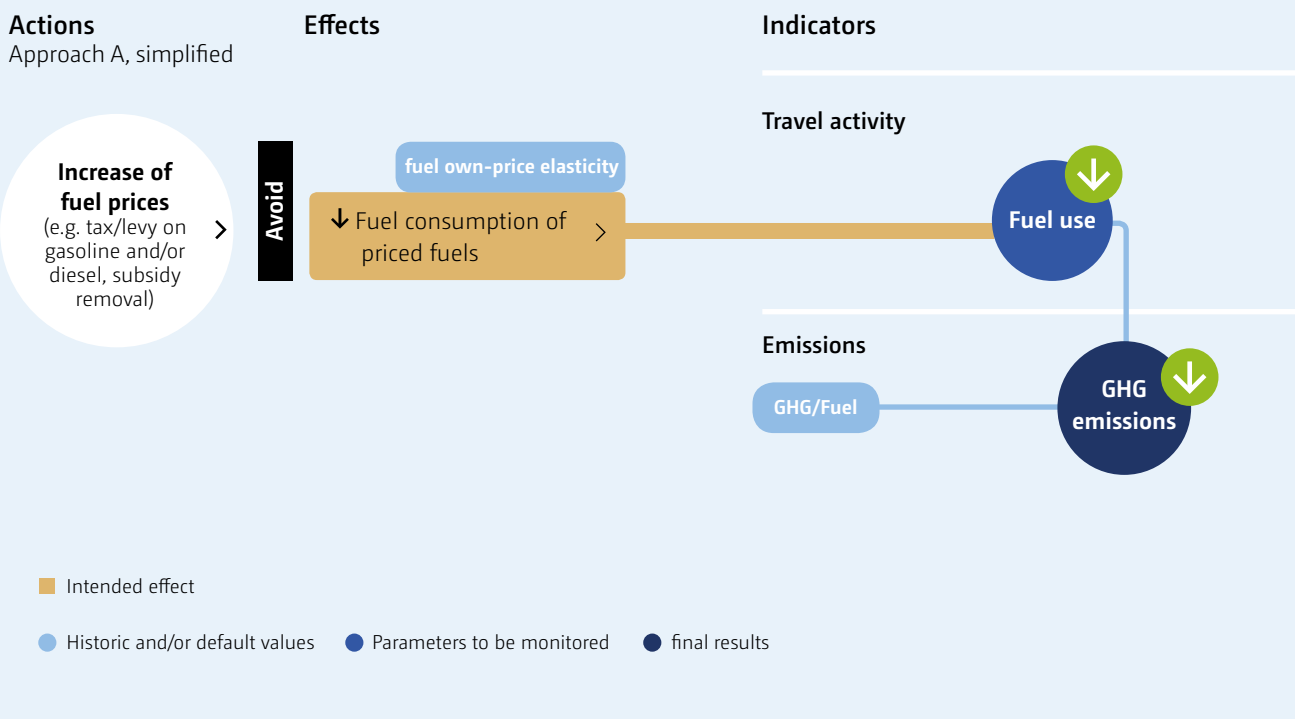 Actions
Approach A, simplified
Effects
Indicators
Travel activity
Increase of
fuel prices
(e.g. tax/levy on
gasoline and/or
diesel, subsidy
removal)
Avoid
fuel own-price elasticity
Fuel consumption of
priced fuels
Fuel use
Emissions
GHG/Fuel
GHG
emissions
Intended effect
Historic and/or default values
Parameters to be monitored
final results